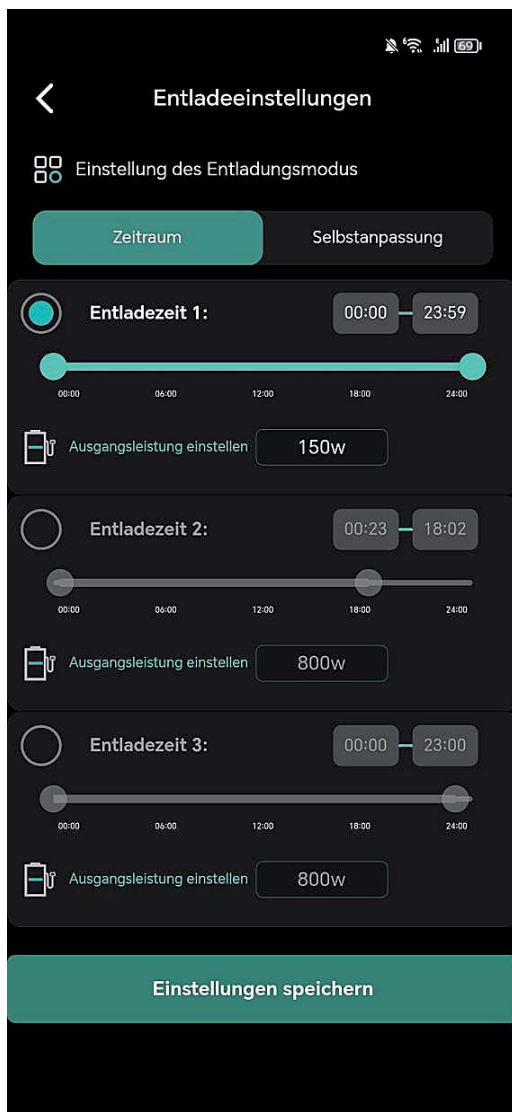 69
Entladeeinstellungen
Einstellung des Entladungsmodus
Zeitraum Selbstanpassung
Entladezeit 1: 00:00 – 23:59
00:00 06:00 12:00 18:00 24:00
Ausgangsleistung einstellen 150w
Entladezeit 2: 00:23 – 18:02
00:00 06:00 12:00 18:00 24:00
Ausgangsleistung einstellen 800w
Entladezeit 3: 00:00 – 23:00
00:00 06:00 12:00 18:00 24:00
Ausgangsleistung einstellen 800w
Einstellungen speichern